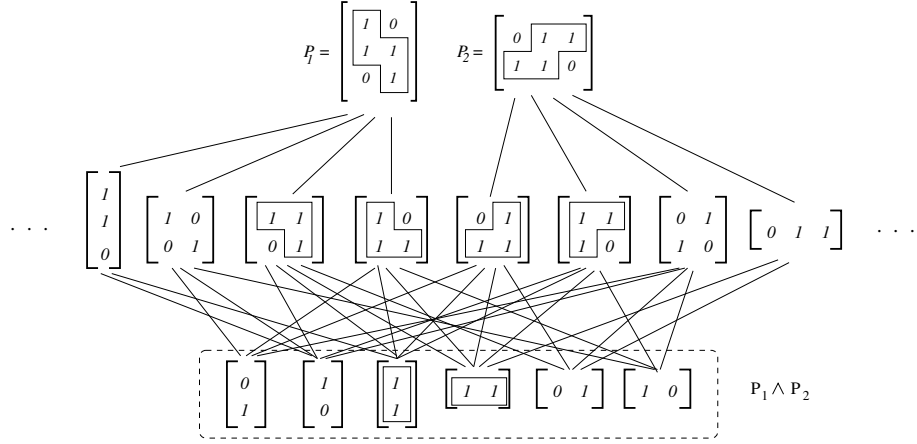 1 0 0 1 1
P1 = 1 1 P2 = 1 1 0
0 1
1
1 0 1 1 1 0 0 1 1 1 0 1
. . . 1 0 1 1 . . .
0 0 1 0 1 1 1 1 1 1 0 1 0
0 1 1
1 1 0 1 1 0 P1 ∧ P2
1 0 1